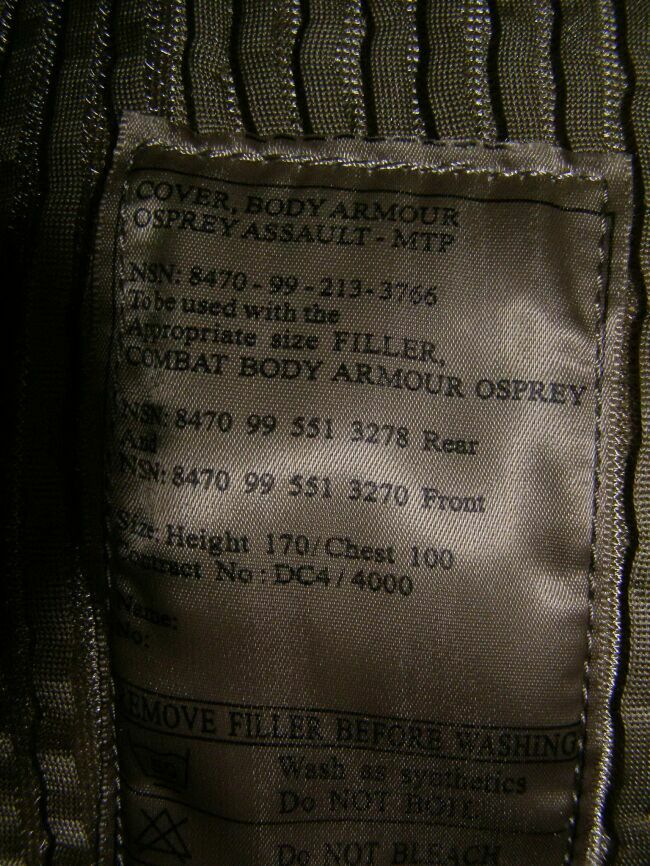 COVER, BODY ARMOUR
OSPREY ASSAULT - MTP
NSN: 8470 - 99 - 213 - 3766
To be used with the
Appropriate size FILLER,
COMBAT BODY ARMOUR OSPREY
NSN: 8470 99 551 3278 Rear
And
NSN: 8470 99 551 3270 Front
Size, Height 170/Chest 100
Contract No : DC4 / 4000
Name:
No:
REMOVE FILLER BEFORE WASHING
Wash as synthetics
Do NOT BOIL
Do NOT BLEACH